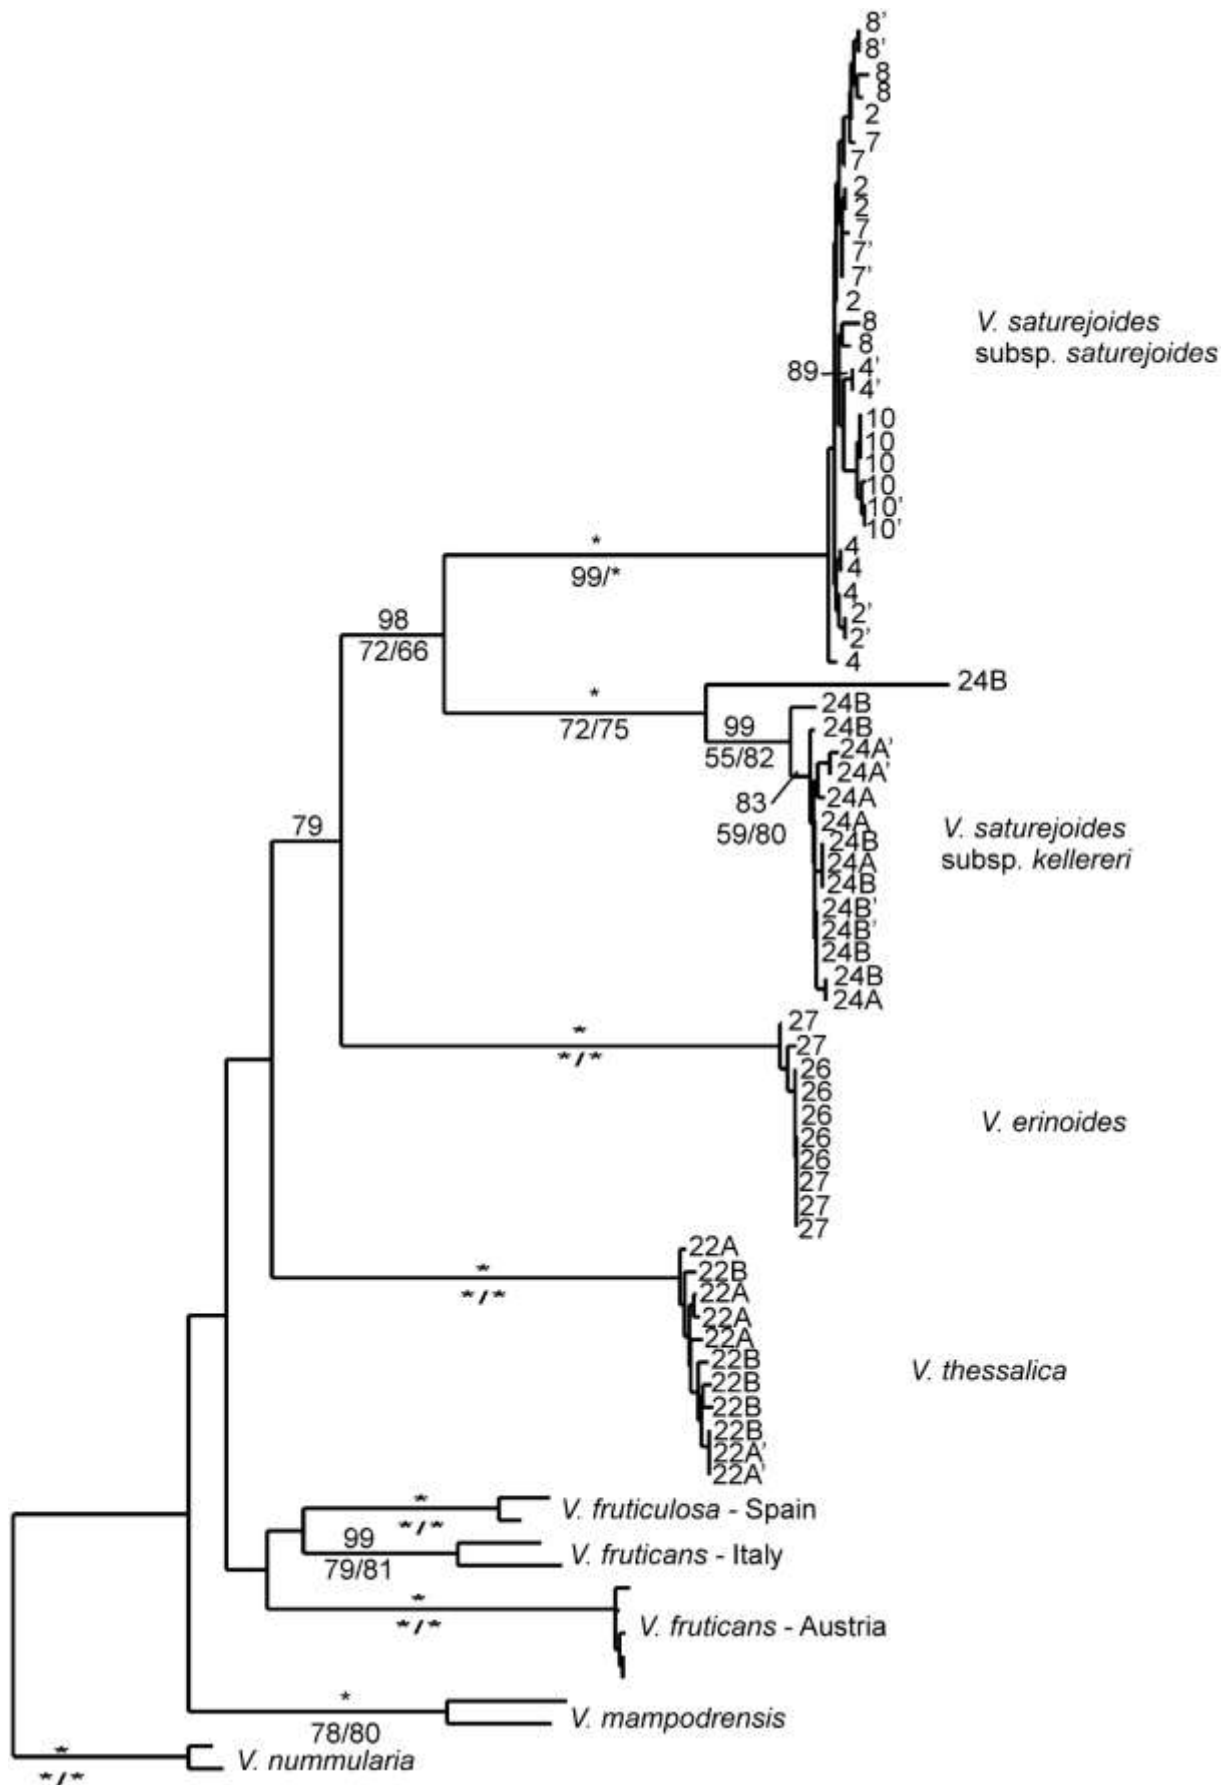 8’
8’
8
8
2
7
7
2
2
7
7’
7’
2
8
V. saturejoides
subsp. saturejoides
8
89
4’
4’
10
10
10
10
10’
10’
*
99/*
4
4
4
2’
2’
4
98
72/66
24B
*
72/75
24B
99
55/82
24B
24A’
24A’
83
59/80
24A
24A
79
V. saturejoides
subsp. kellereri
24B
24A
24B
24B’
24B’
24B
24B
24A
27
*
*/*
27
26
26
26
26
26
27
27
27
V. erinoides
22A
*
*/*
22B
22A
22A
22A
22B
22B
22B
22B
22A’
22A’
V. thessalica
*
*/*
V. fruticulosa - Spain
99
79/81
V. fruticans - Italy
*
*/*
V. fruticans - Austria
*
78/80
V. mampodrensis
*
*/*
V. nummularia